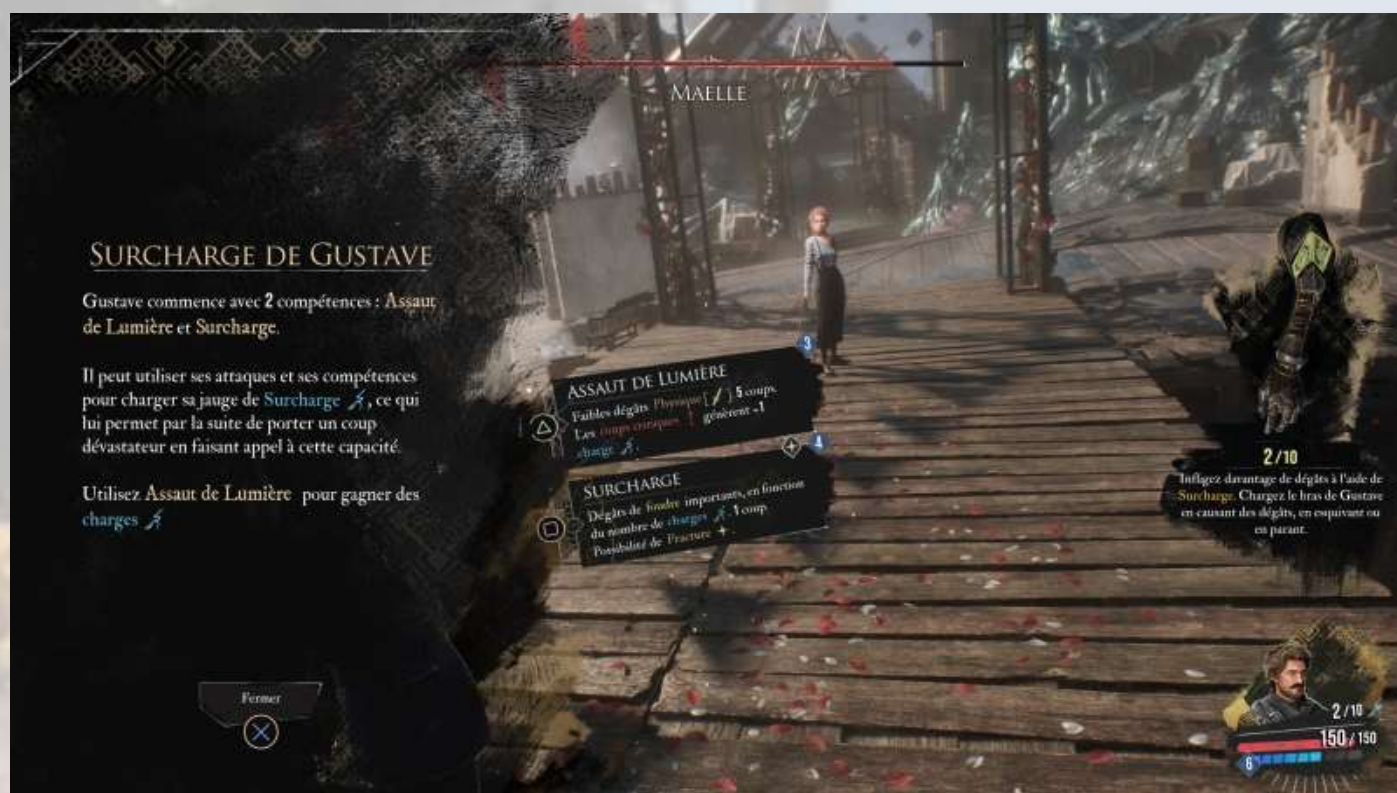 MAELLE
SURCHARGE DE GUSTAVE
Gustave commence avec 2 compétences : Assaut
de Lumière et Surcharge.
Il peut utiliser ses attaques et ses compétences
pour charger sa jauge de Surcharge , ce qui
lui permet par la suite de porter un coup
dévastateur en faisant appel à cette capacité.
Utilisez Assaut de Lumière pour gagner des
charges
Fermer
3
ASSAUT DE LUMIÈRE
Faibles dégâts Physique [ ]. 5 coups.
Les coups critiques génèrent +1
charge .
4
SURCHARGE
Dégâts de foudre importants, en fonction
du nombre de charges . 1 coup.
Possibilité de Fracture
2/10
Infligez davantage de dégâts à l'aide de
Surcharge. Chargez le bras de Gustave
en causant des dégâts, en esquivant ou
en parant.
2/10
150/150
6